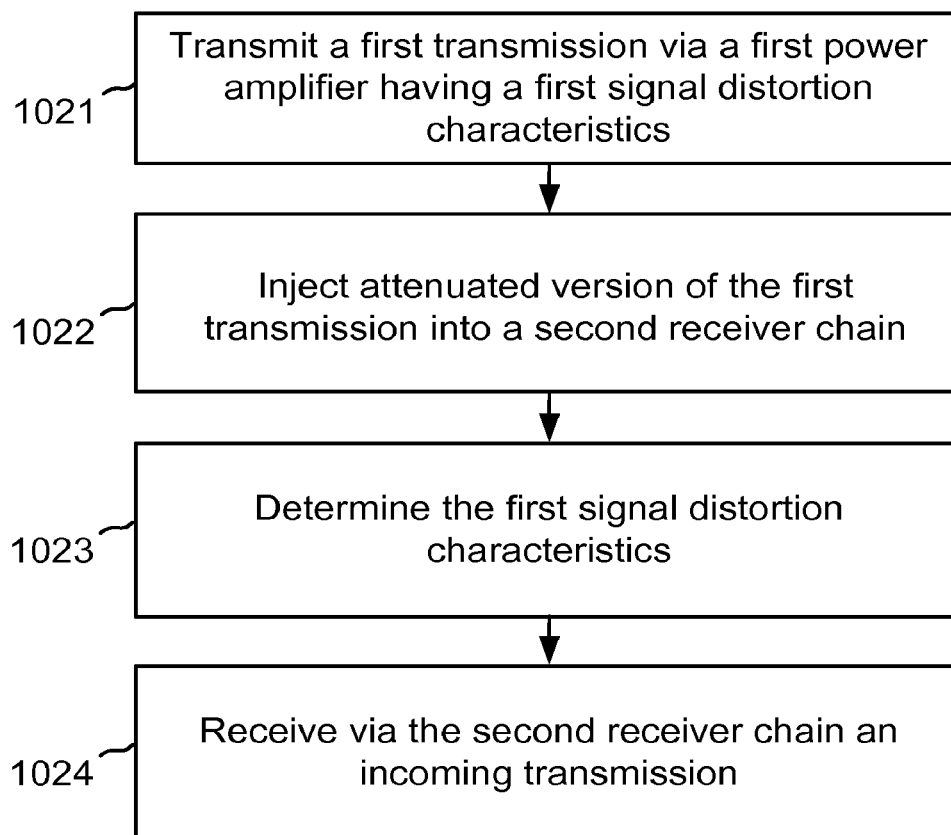 Transmit a first transmission via a first power
amplifier having a first signal distortion
characteristics
1021
Inject attenuated version of the first
transmission into a second receiver chain
1022
Determine the first signal distortion
characteristics
1023
Receive via the second receiver chain an
incoming transmission
1024